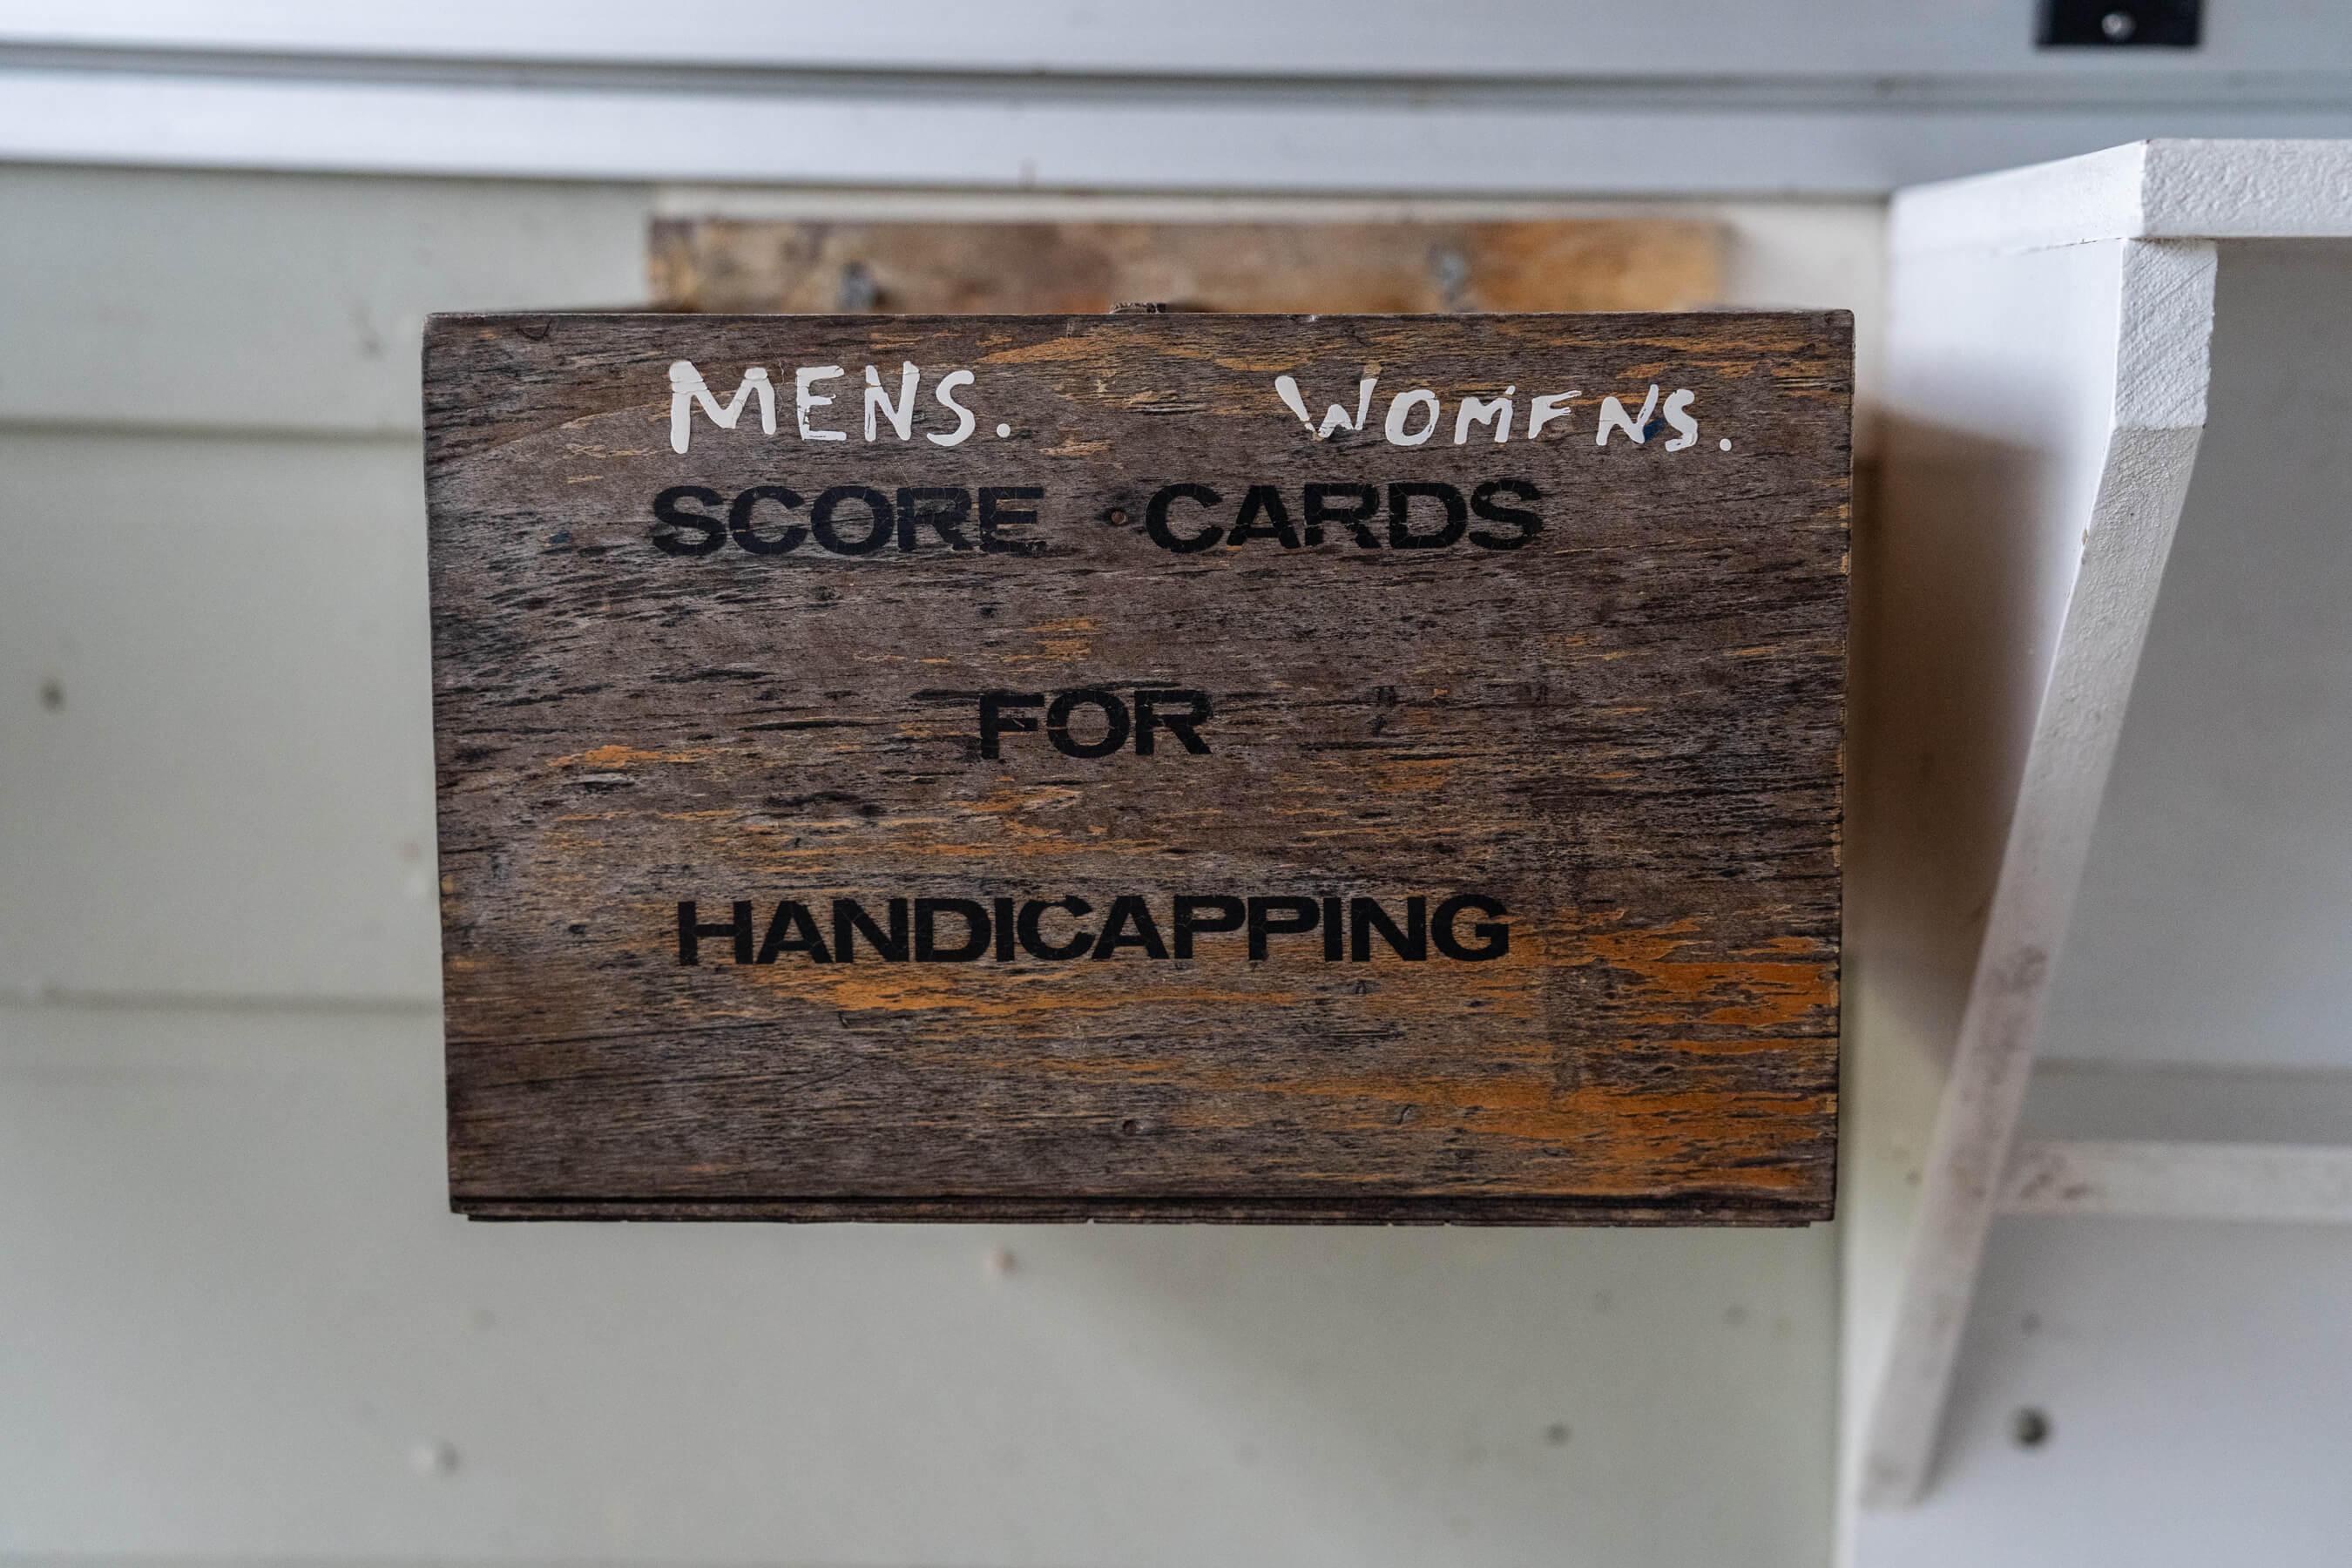 MENS. WOMENS.
SCORE CARDS
FOR
HANDICAPPING